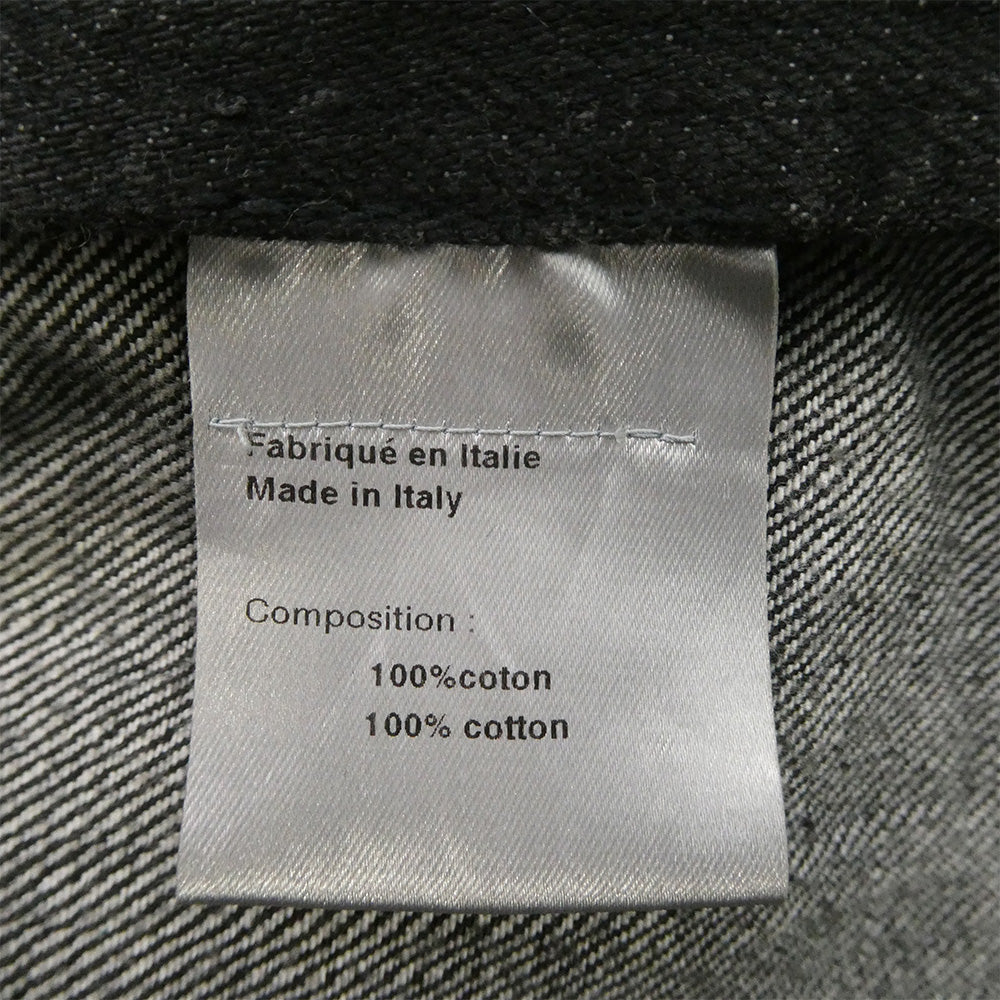 Fabriqué en Italie
Made in Italy
Composition :
100%coton
100% cotton